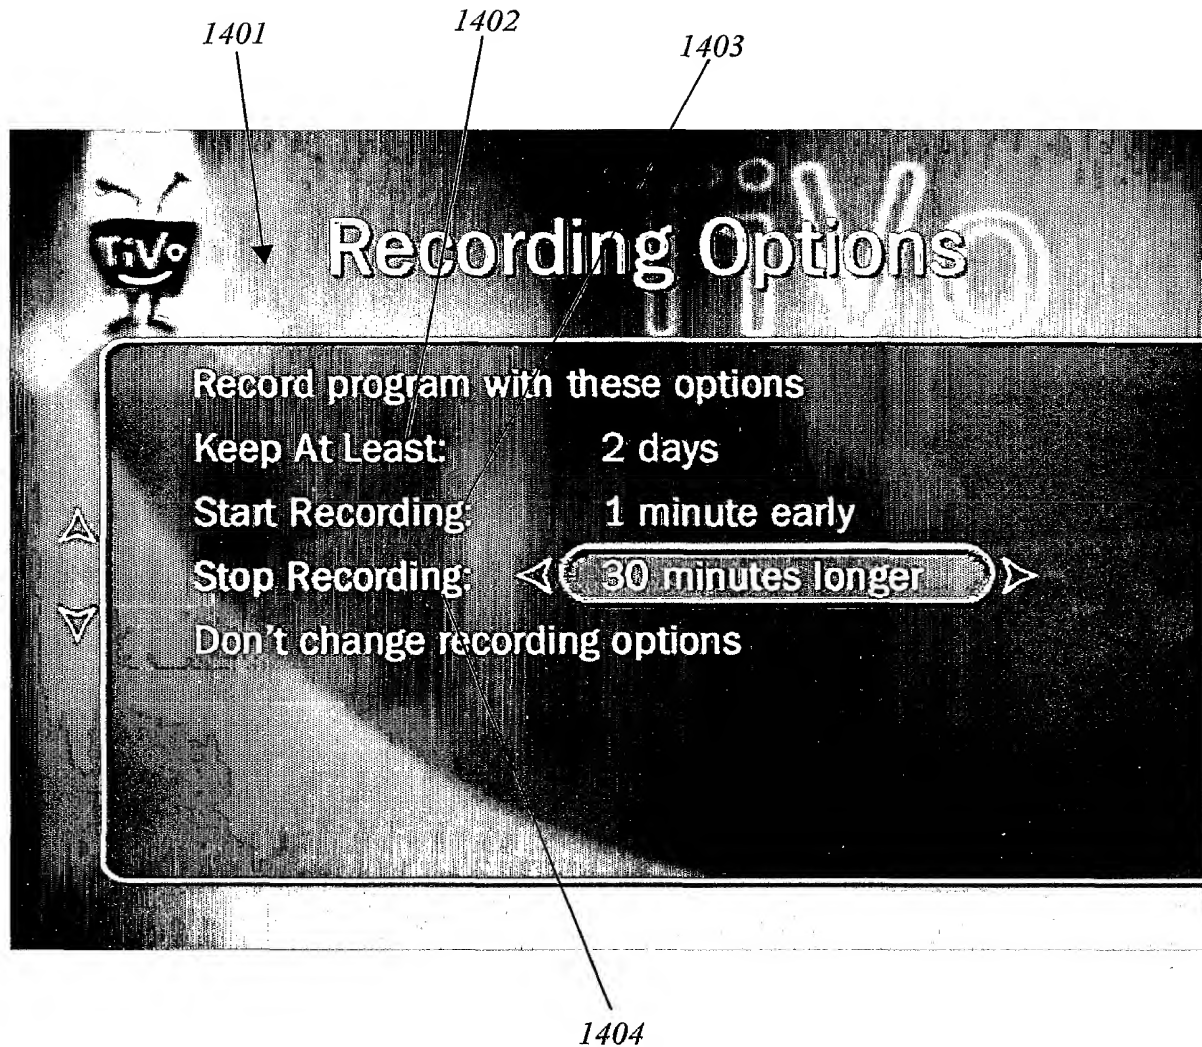 1401
1402
1403
TiVo
TiVo
Recording Options
Record program with these options
Keep At Least: 2 days
Start Recording: 1 minute early
Stop Recording: 30 minutes longer
Don't change recording options
1404